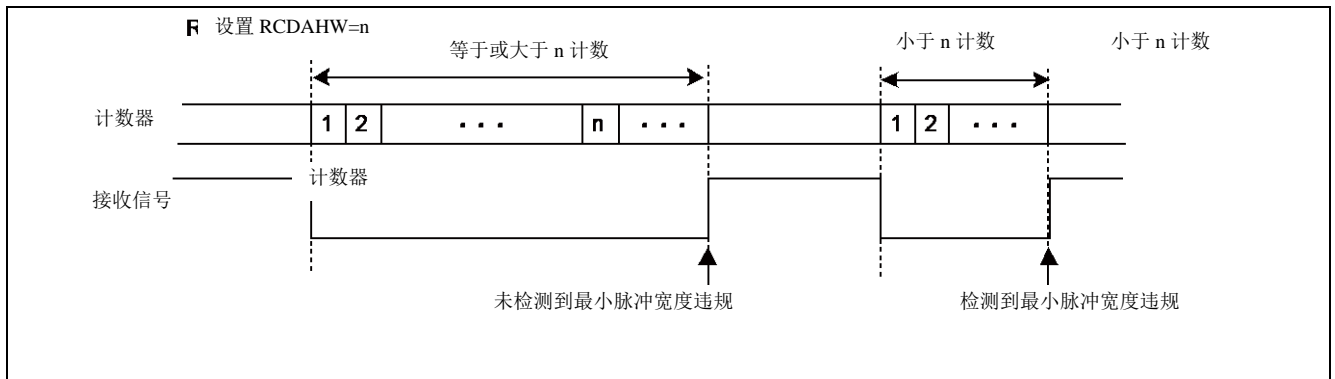 设置 RCDAHW=n
等于或大于 n 计数
小于 n 计数
小于 n 计数
计数器
1 2 ··· n ···
1 2 ···
计数器
接收信号
未检测到最小脉冲宽度违规
检测到最小脉冲宽度违规